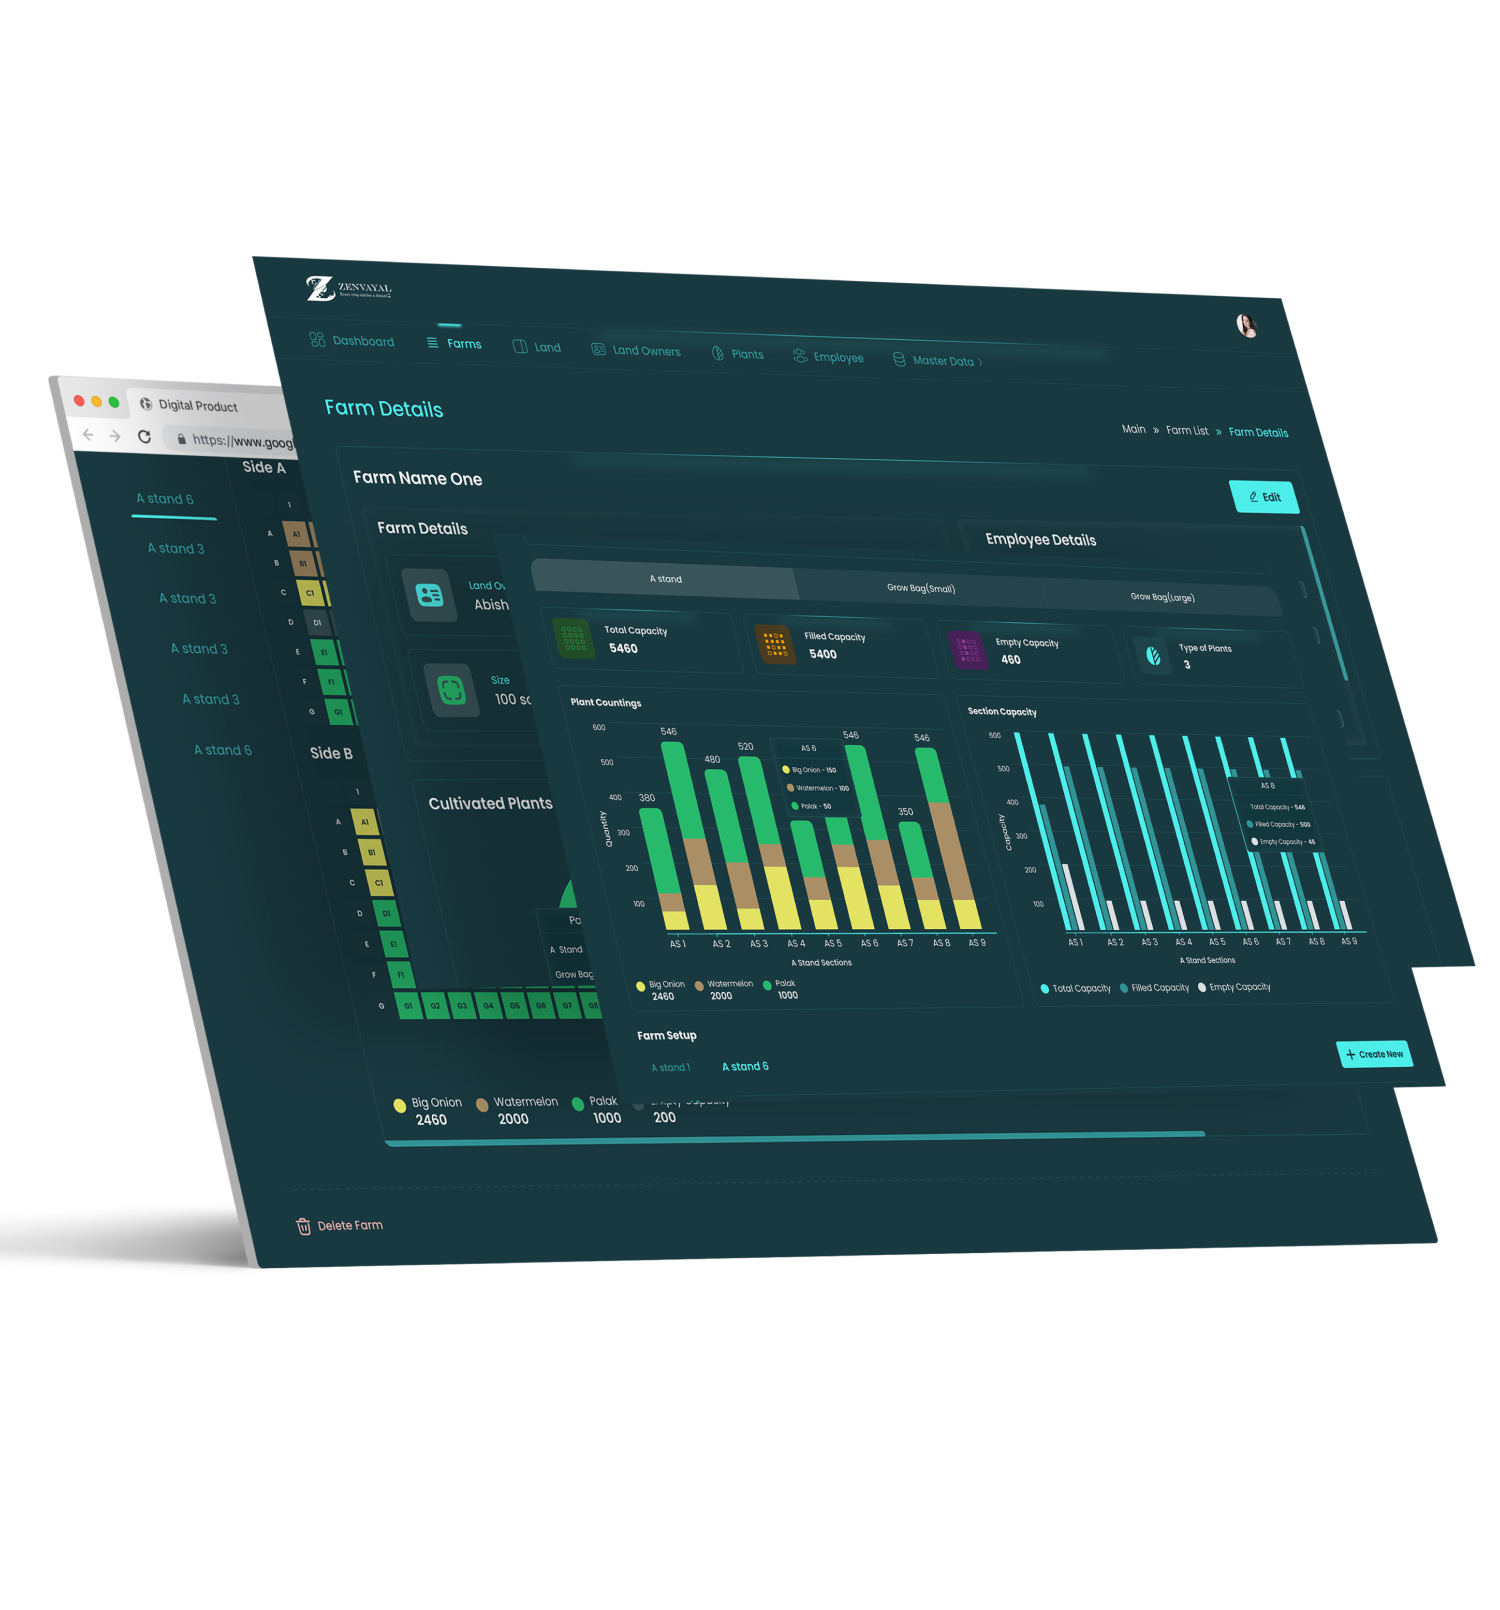 ZENVAYAL
Dashboard
Farms
Land
Land Owners
Plants
Employee
Master Data
Farm Details
Main » Farm List » Farm Details
Farm Name One
Edit
Farm Details
Employee Details
Abish
Size
100
Cultivated Plants
A Stand
Grow Bag
A stand
Grow Bag(Small)
Grow Bag(Large)
Total Capacity
5460
Filled Capacity
5400
Empty Capacity
460
Type of Plants
3
Plant Countings
600
500
400
300
200
100
Quantity
380
546
480
520
546
350
546
AS 6
Big Onion - 150
Watermelon - 100
Palak - 50
AS 1 AS 2 AS 3 AS 4 AS 5 AS 6 AS 7 AS 8 AS 9
A Stand Sections
Big Onion
2460
Watermelon
2000
Palak
1000
Section Capacity
600
500
400
300
200
100
Capacity
AS 8
Total Capacity - 546
Filled Capacity - 500
Empty Capacity - 46
AS 1 AS 2 AS 3 AS 4 AS 5 AS 6 AS 7 AS 8 AS 9
A Stand Sections
Total Capacity
Filled Capacity
Empty Capacity
Farm Setup
A stand 1
A stand 6
+ Create New
Digital Product
https://www.goog
A stand 6
A stand 3
A stand 3
A stand 3
A stand 3
A stand 6
Side A
1
A A1
B B1
C C1
D D1
E E1
F F1
G G1
Side B
1
A A1
B B1
C C1
D D1
E E1
F F1
G G1 G2 G3 G4 G5 G6 G7 G8
Big Onion
2460
Watermelon
2000
Palak
1000
Empty Capacity
200
Delete Farm